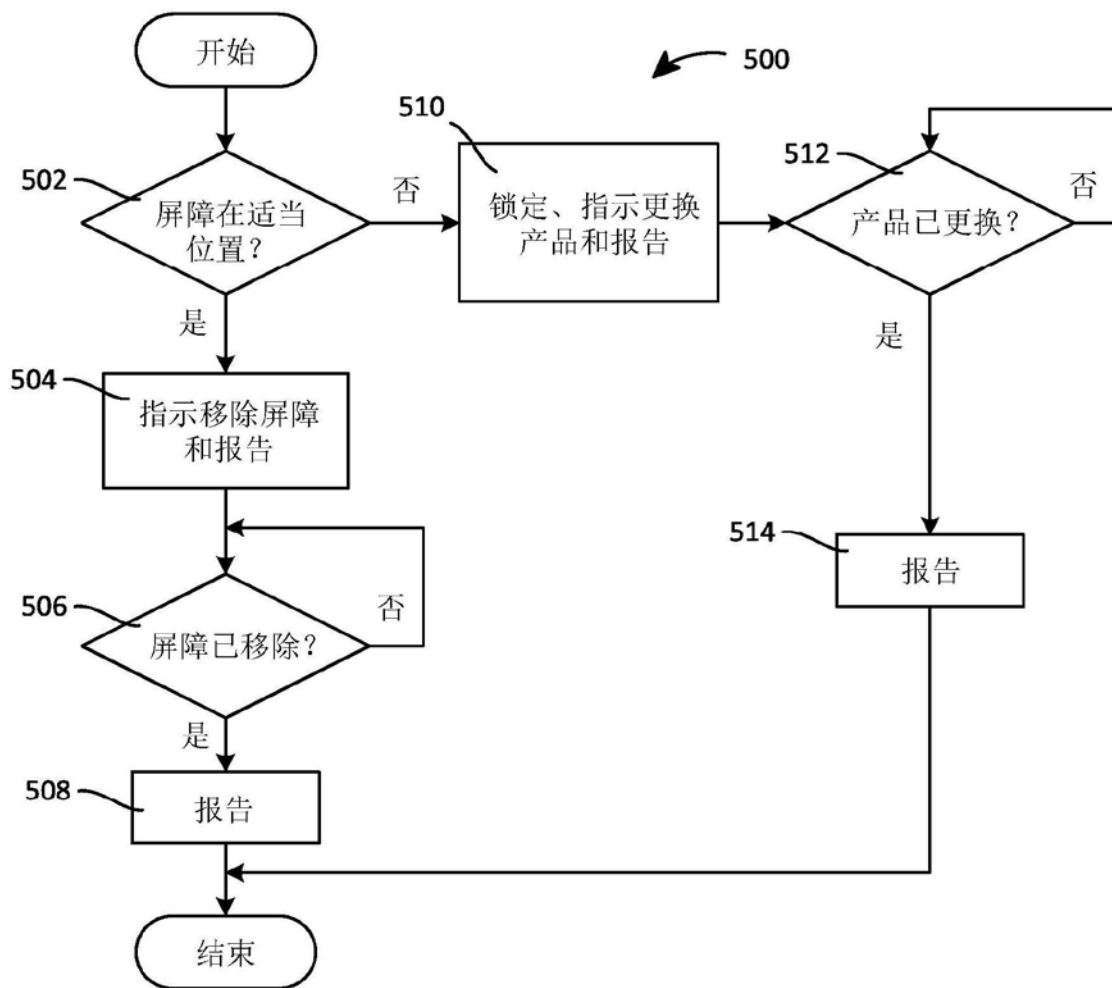 开始
500
510
502
512
屏障在适当
位置？
否
锁定、指示更换
产品和报告
产品已更换？
否
是
是
504
指示移除屏障
和报告
514
报告
506
屏障已移除？
否
是
508
报告
结束